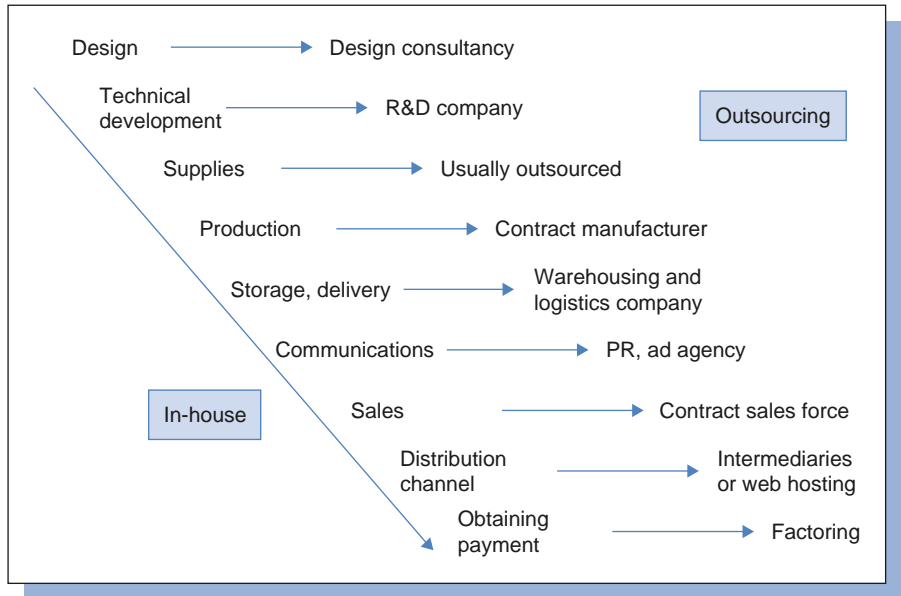 Design
Design consultancy
Technical
development
R&D company
Outsourcing
Supplies
Usually outsourced
Production
Contract manufacturer
Storage, delivery
Warehousing and
logistics company
Communications
PR, ad agency
In-house
Sales
Contract sales force
Distribution
channel
Intermediaries
or web hosting
Obtaining
payment
Factoring